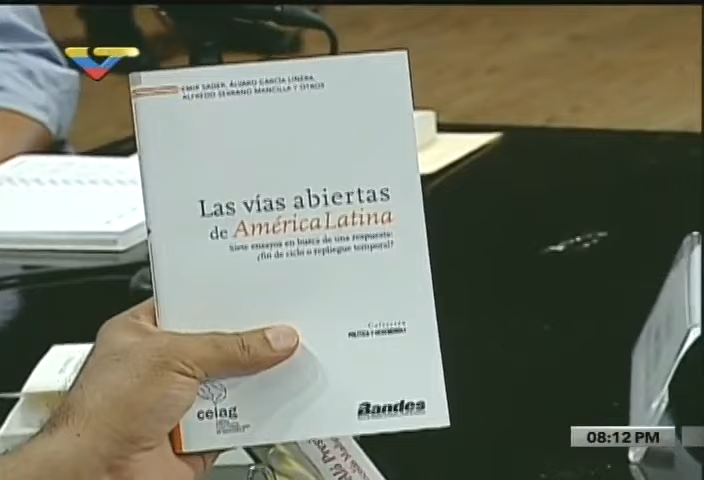 EMIR SADER, ÁLVARO GARCÍA LINERA,
ALFREDO SERRANO MANCILLA Y OTROS
Las vías abiertas
de América Latina
Siete ensayos en busca de una respuesta:
¿fin de ciclo o repliegue temporal?
Colección
POLÍTICA Y HEGEMONÍA
celag
Bandes
08:12 PM